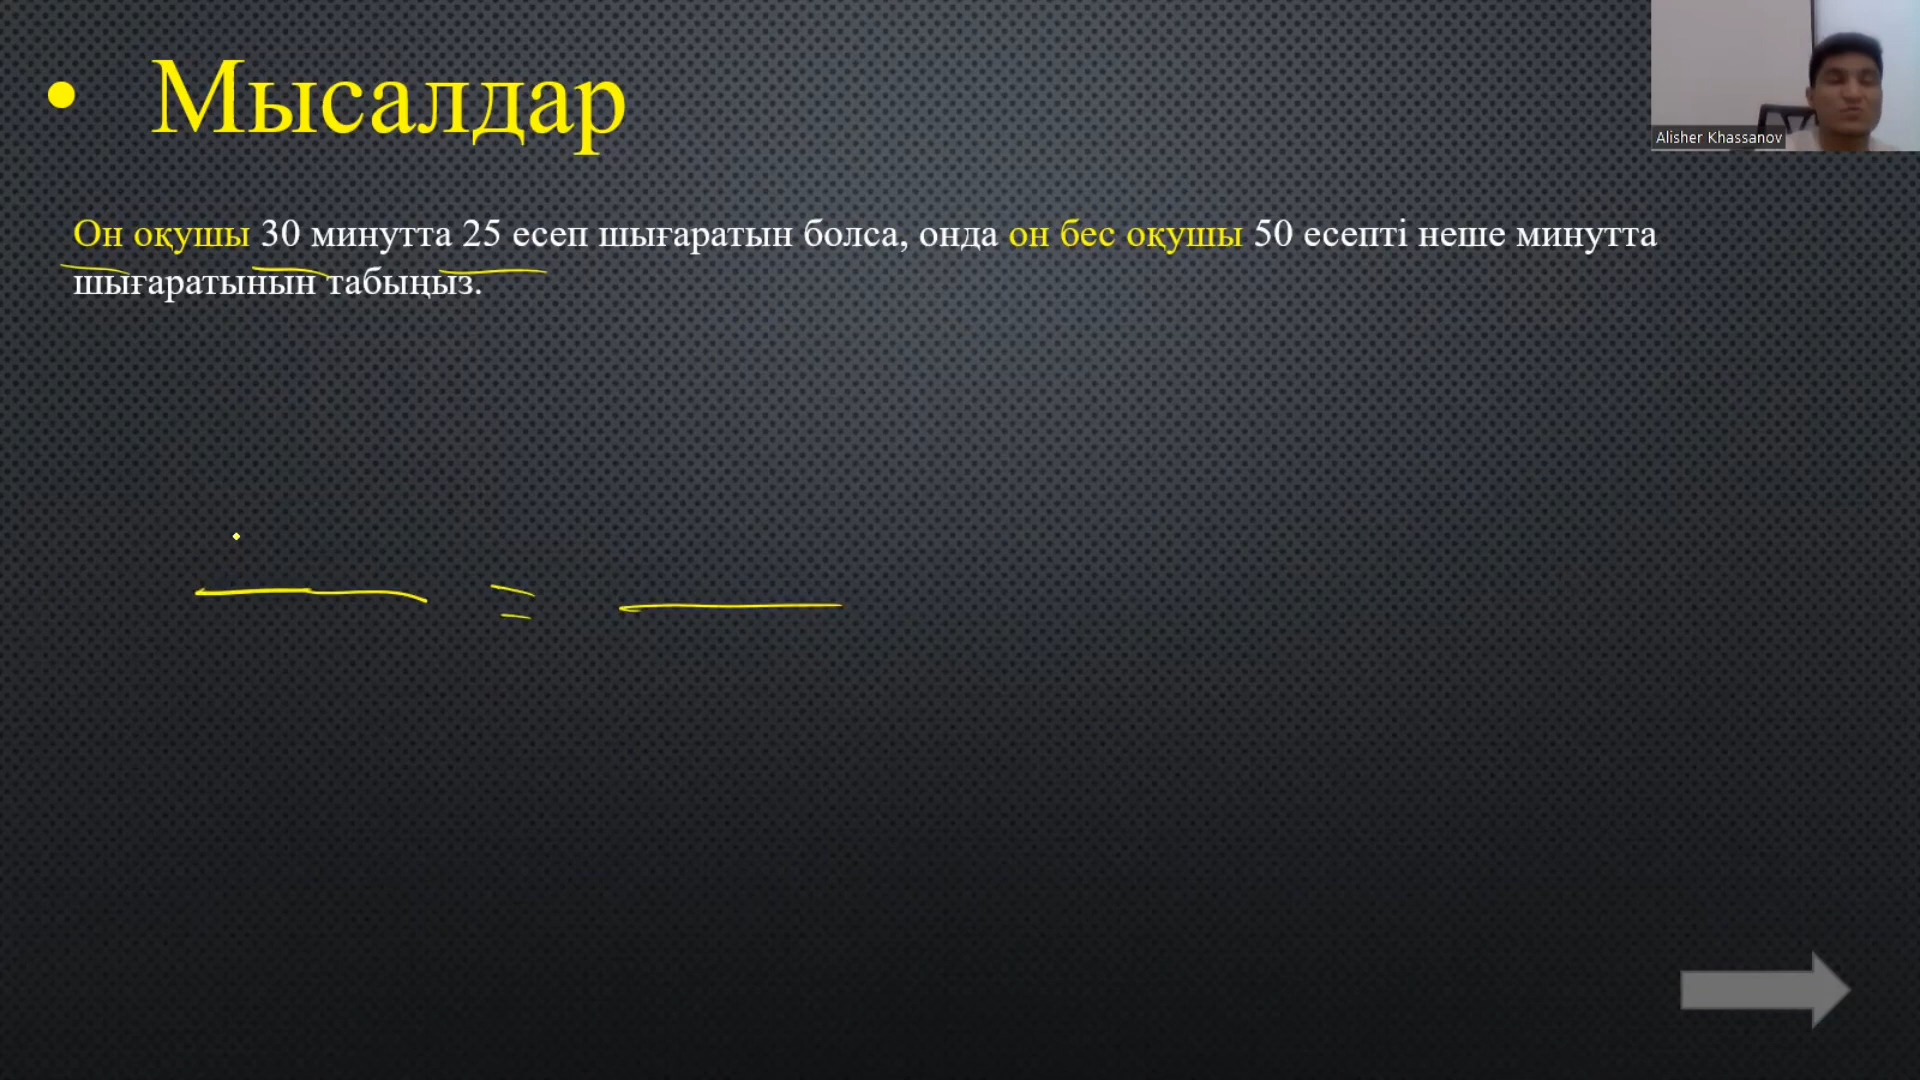 • Мысалдар
Alisher Khassanov
Он оқушы 30 минутта 25 есеп шығаратын болса, онда он бес оқушы 50 есепті неше минутта
шығаратынын табыңыз.
=